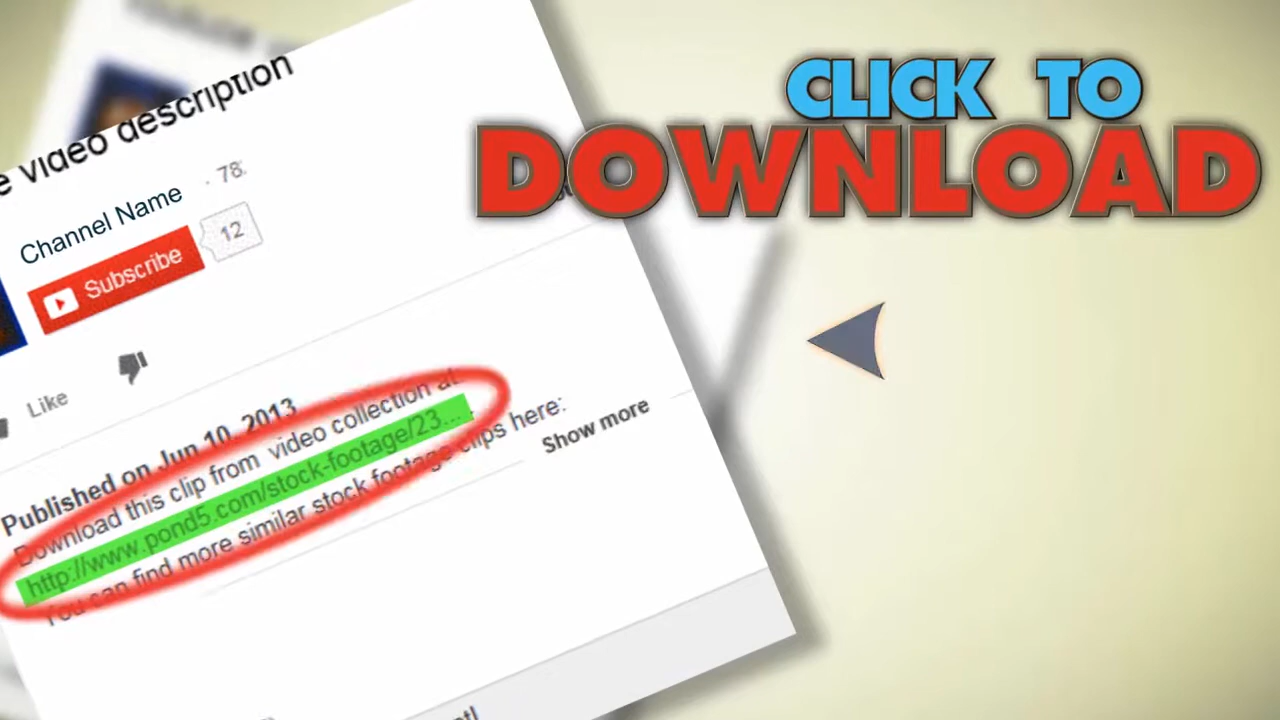 CLICK TO
DOWNLOAD
e video description
Channel Name
78
Subscribe
12
Like
Published on Jun 10, 2013
Download this clip from video collection at
http://www.pond5.com/stock-footage/23...
You can find more similar stock footage clips here:
Show more